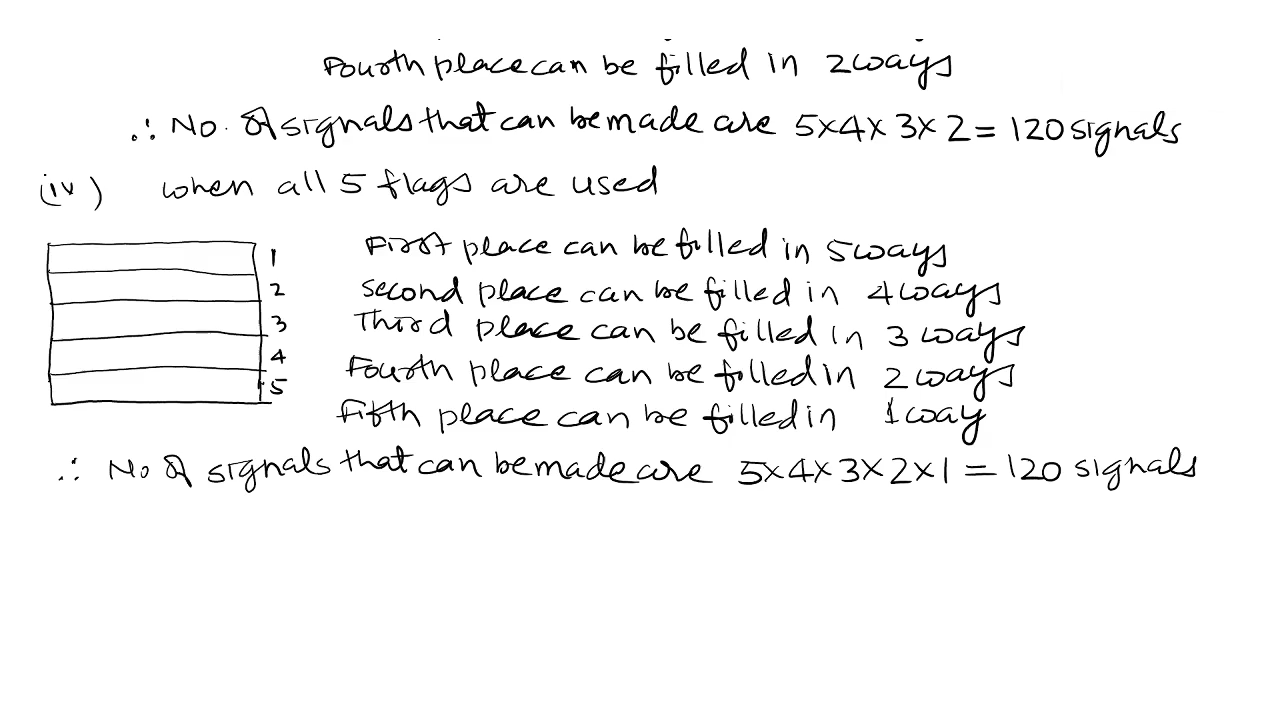 Fourth place can be filled in 2 ways
∴ No. of signals that can be made are 5×4×3×2 = 120 signals
(iv) when all 5 flags are used
1 First place can be filled in 5 ways
2 second place can be filled in 4 ways
3 Third place can be filled in 3 ways
4 Fourth place can be filled in 2 ways
5 Fifth place can be filled in 1 way
∴ No of signals that can be made are 5×4×3×2×1 = 120 signals